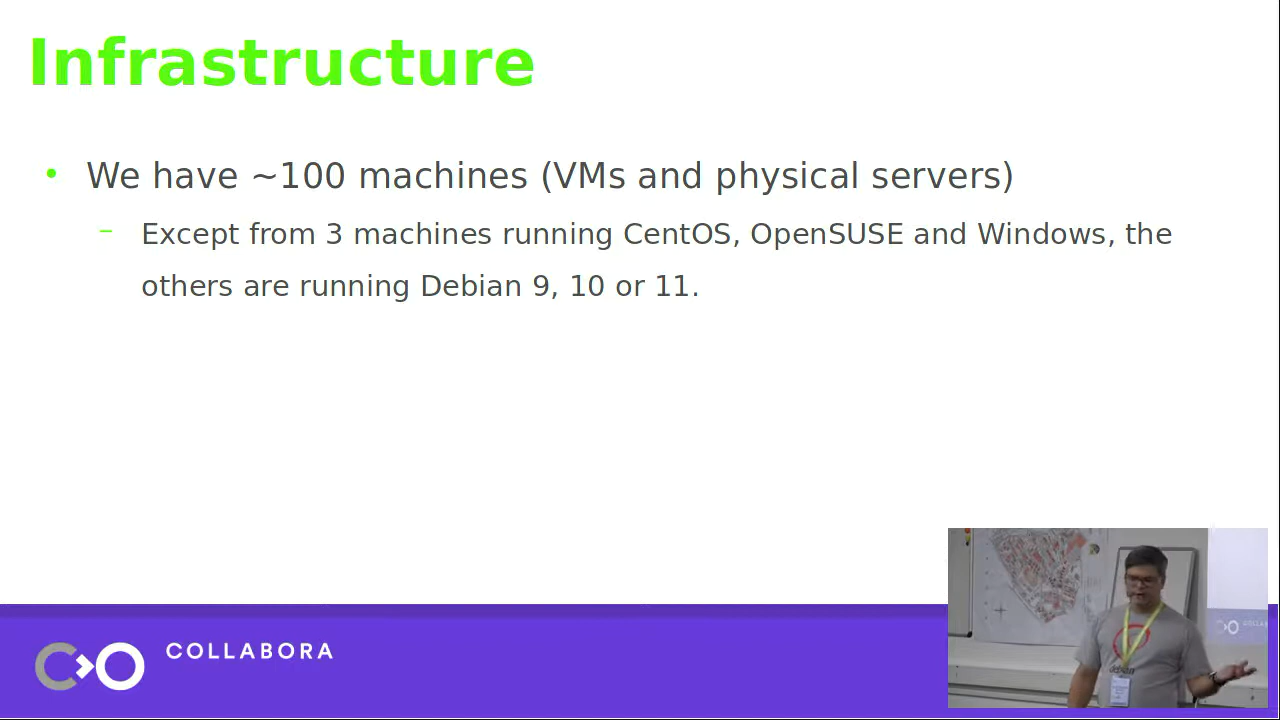 Infrastructure
• We have ~100 machines (VMs and physical servers)
– Except from 3 machines running CentOS, OpenSUSE and Windows, the
others are running Debian 9, 10 or 11.
COLLABORA
debian